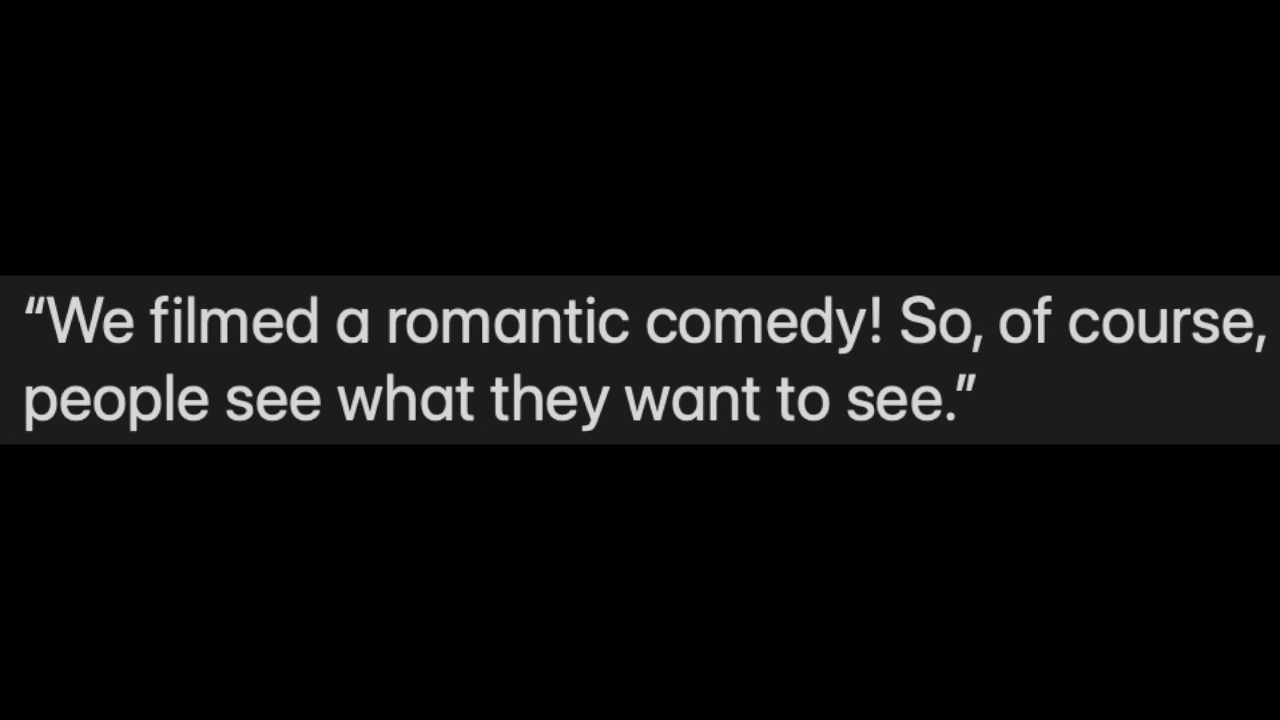 “We filmed a romantic comedy! So, of course,
people see what they want to see.”